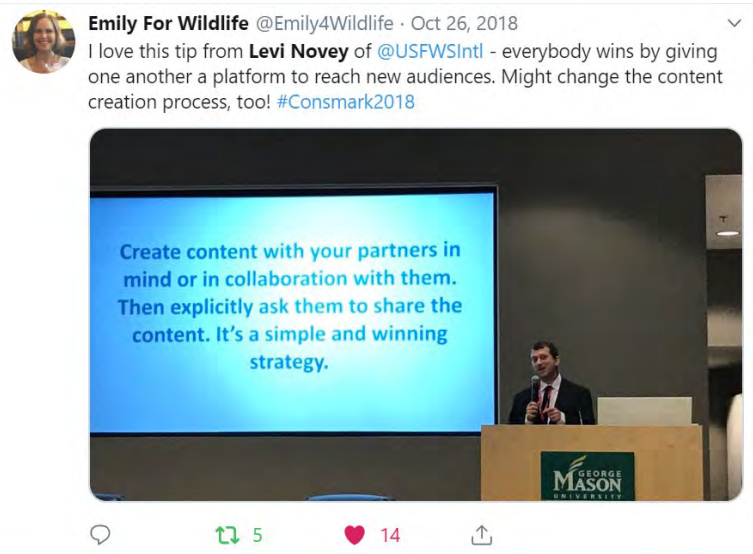 Emily For Wildlife @Emily4Wildlife · Oct 26, 2018
I love this tip from Levi Novey of @USFWSIntl - everybody wins by giving
one another a platform to reach new audiences. Might change the content
creation process, too! #Consmark2018
Create content with your partners in
mind or in collaboration with them.
Then explicitly ask them to share the
content. It's a simple and winning
strategy.
GEORGE
MASON
UNIVERSITY
5 14